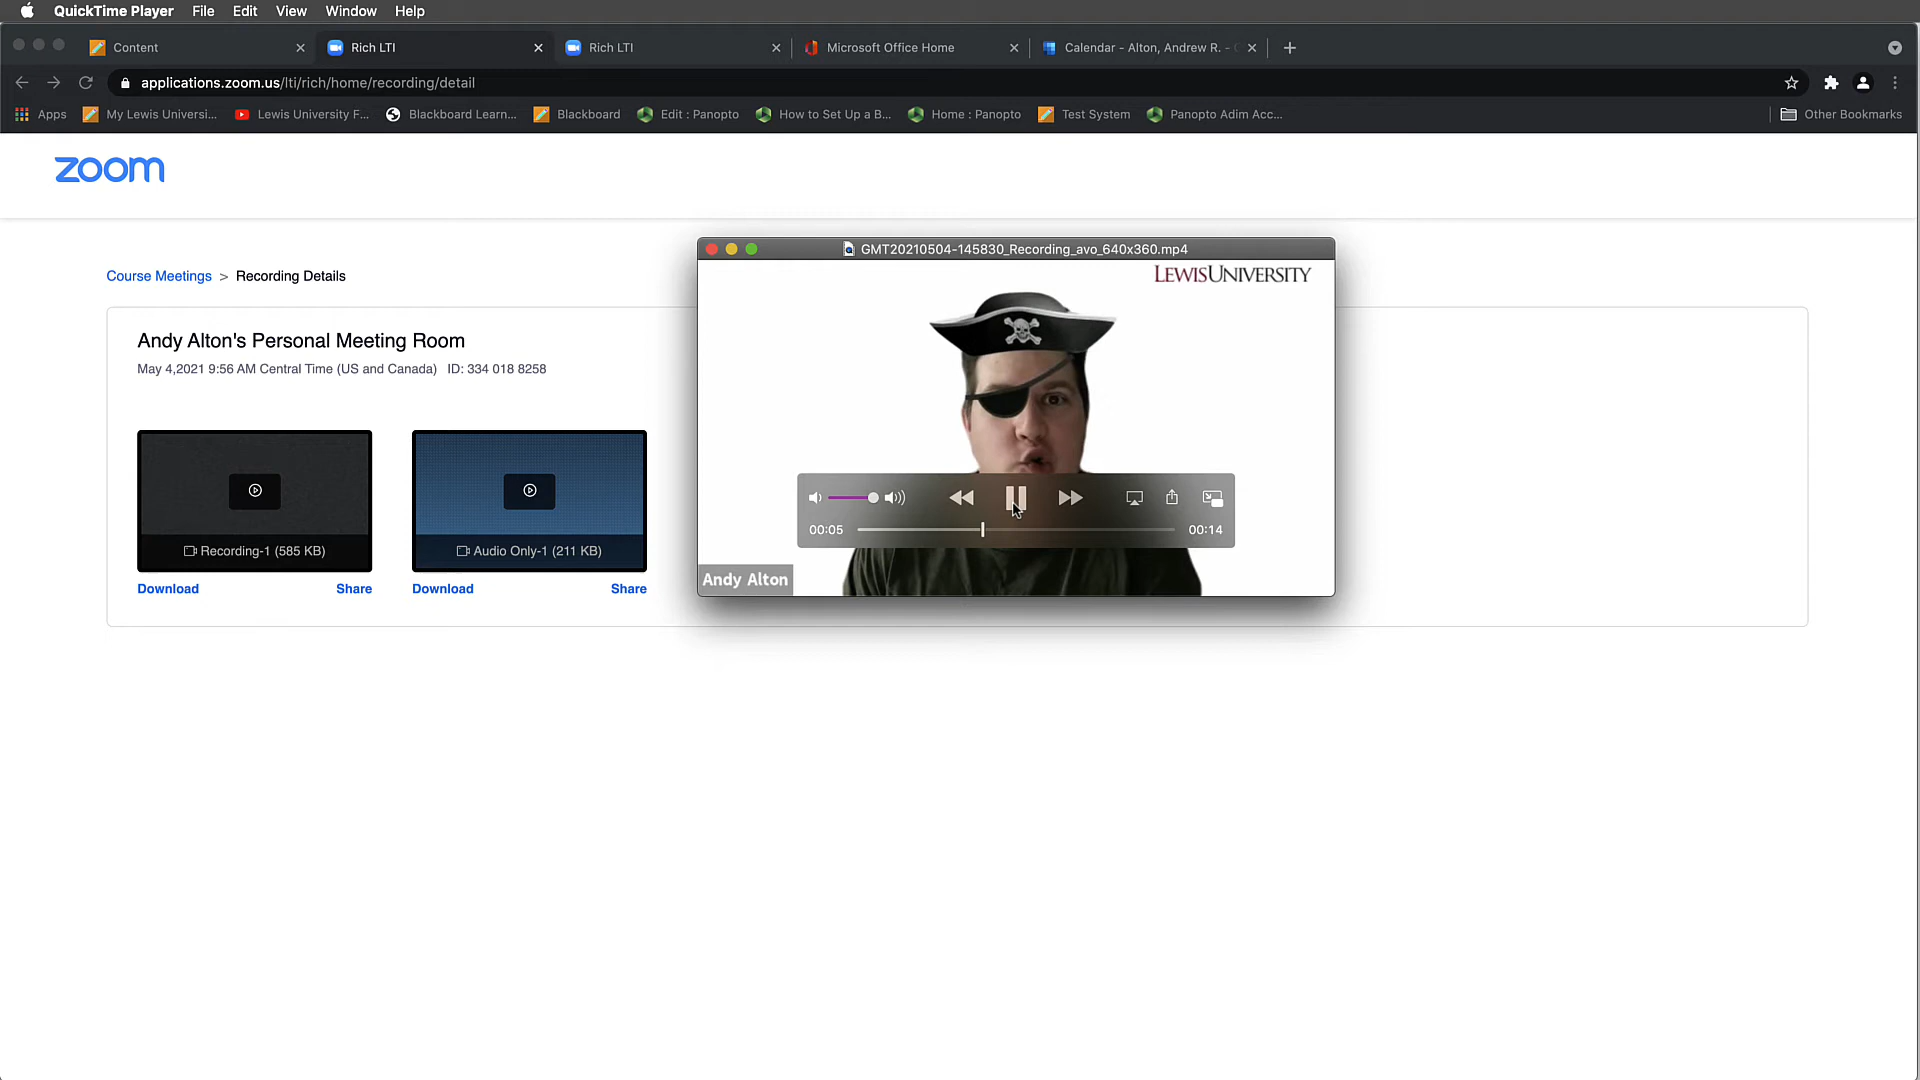 QuickTime Player File Edit View Window Help
Content Rich LTI Rich LTI Microsoft Office Home Calendar - Alton, Andrew R. -
applications.zoom.us/lti/rich/home/recording/detail
Apps My Lewis Universi... Lewis University F... Blackboard Learn... Blackboard Edit : Panopto How to Set Up a B... Home : Panopto Test System Panopto Adim Acc... Other Bookmarks
zoom
Course Meetings > Recording Details
Andy Alton's Personal Meeting Room
May 4,2021 9:56 AM Central Time (US and Canada) ID: 334 018 8258
Recording-1 (585 KB)
Download Share
Audio Only-1 (211 KB)
Download Share
GMT20210504-145830_Recording_avo_640x360.mp4
LEWIS UNIVERSITY
00:05 00:14
Andy Alton